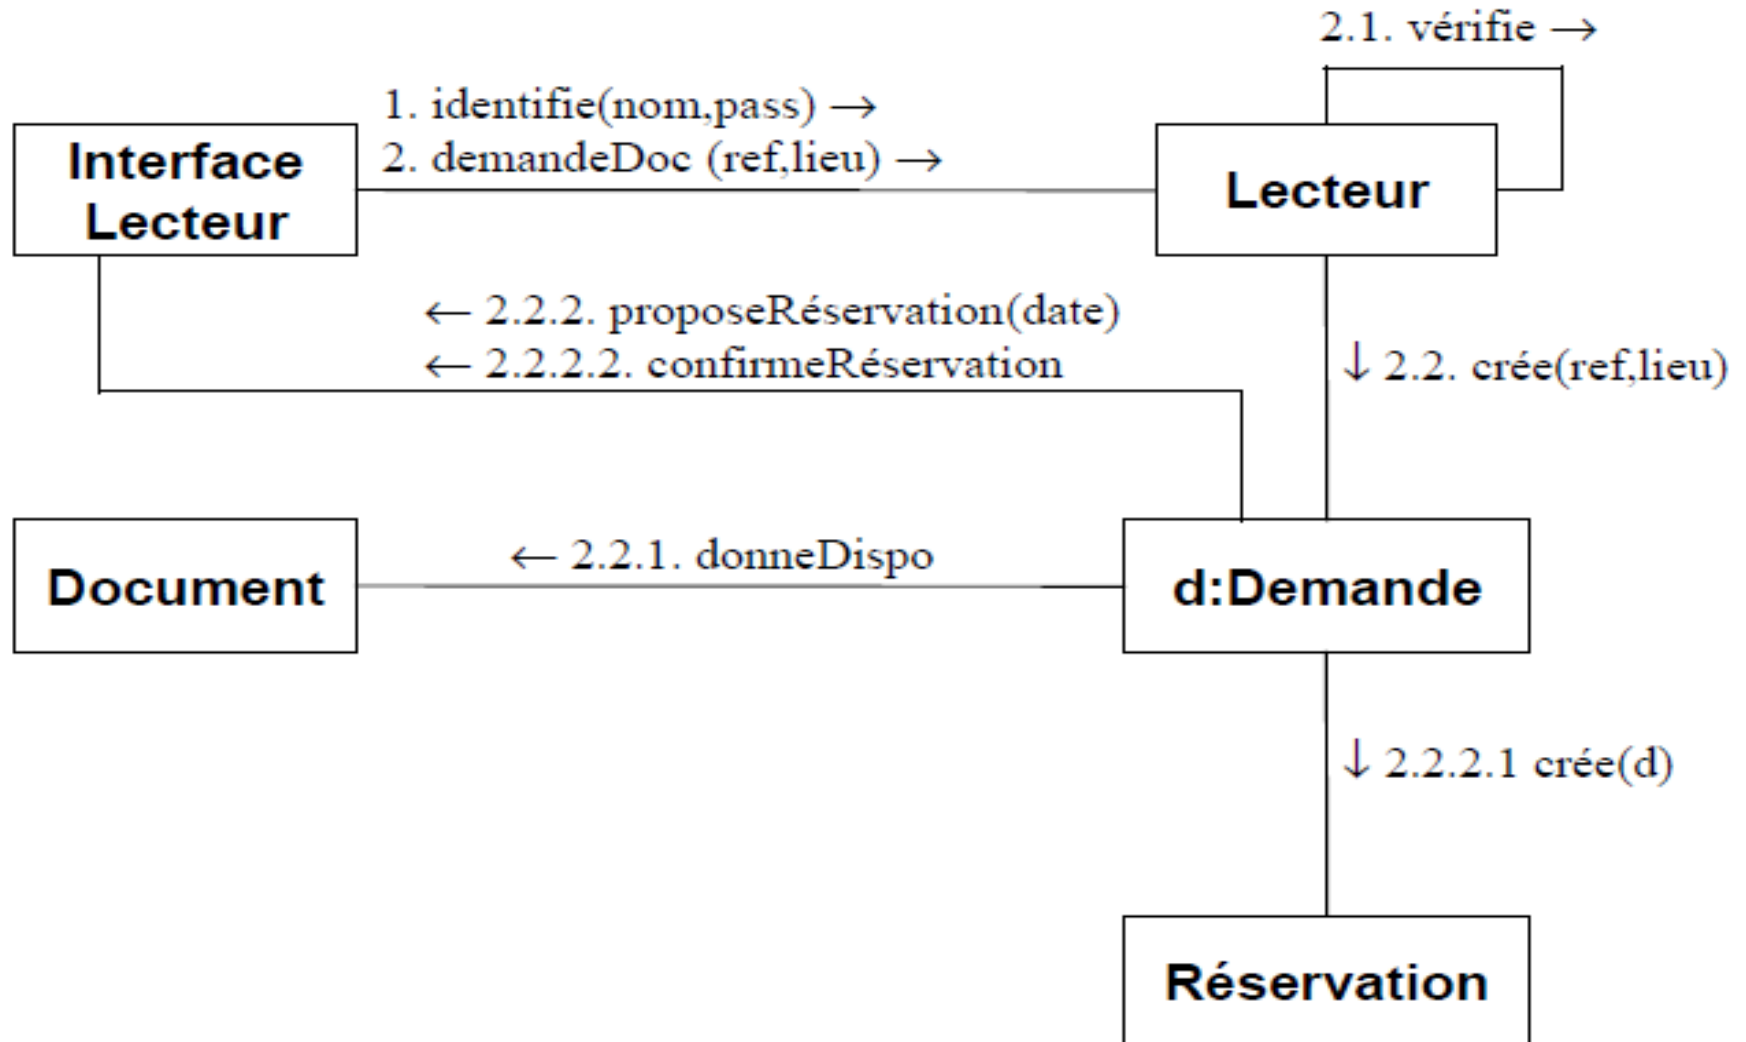 2.1. vérifie →
1. identifie(nom,pass) →
2. demandeDoc (ref,lieu) →
Interface
Lecteur
Lecteur
← 2.2.2. proposeRéservation(date)
← 2.2.2.2. confirmeRéservation
↓ 2.2. crée(ref,lieu)
← 2.2.1. donneDispo
Document
d:Demande
↓ 2.2.2.1 crée(d)
Réservation